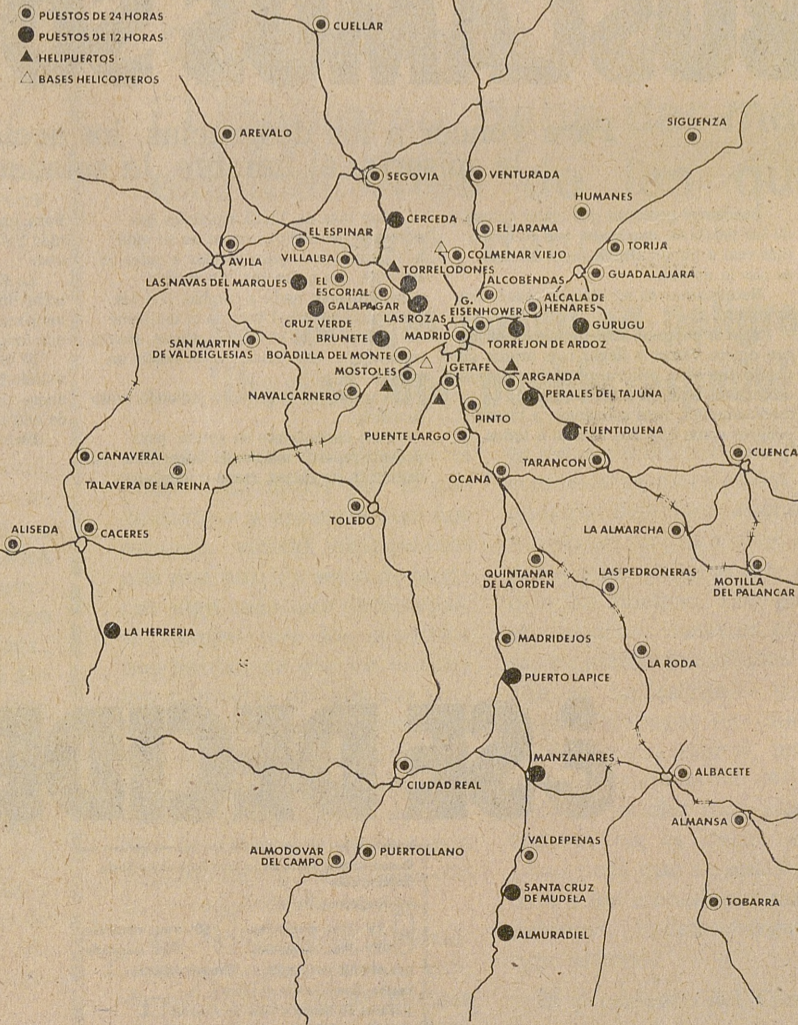 PUESTOS DE 24 HORAS
PUESTOS DE 12 HORAS
HELIPUERTOS
BASES HELICOPTEROS
CUELLAR
AREVALO
SIGUENZA
SEGOVIA
VENTURADA
HUMANES
CERCEDA
EL JARAMA
EL ESPINAR
TORIJA
VILLALBA
COLMENAR VIEJO
AVILA
TORRELODONES
GUADALAJARA
LAS NAVAS DEL MARQUES
EL
ESCORIAL
ALCOBENDAS
GALAPAGAR
G.
EISENHOWER
ALCALA DE
HENARES
CRUZ VERDE
LAS ROZAS
GURUGU
SAN MARTIN
DE VALDEIGLESIAS
BRUNETE
MADRID
TORREJON DE ARDOZ
BOADILLA DEL MONTE
MOSTOLES
GETAFE
ARGANDA
NAVALCARNERO
PERALES DEL TAJUNA
PINTO
PUENTE LARGO
FUENTIDUENA
CANAVERAL
TALAVERA DE LA REINA
OCANA
TARANCON
CUENCA
TOLEDO
ALISEDA
CACERES
LA ALMARCHA
QUINTANAR
DE LA ORDEN
LAS PEDRONERAS
MOTILLA
DEL PALANCAR
LA HERRERIA
MADRIDEJOS
LA RODA
PUERTO LAPICE
MANZANARES
ALBACETE
CIUDAD REAL
ALMANSA
VALDEPENAS
ALMODOVAR
DEL CAMPO
PUERTOLLANO
SANTA CRUZ
DE MUDELA
TOBARRA
ALMURADIEL